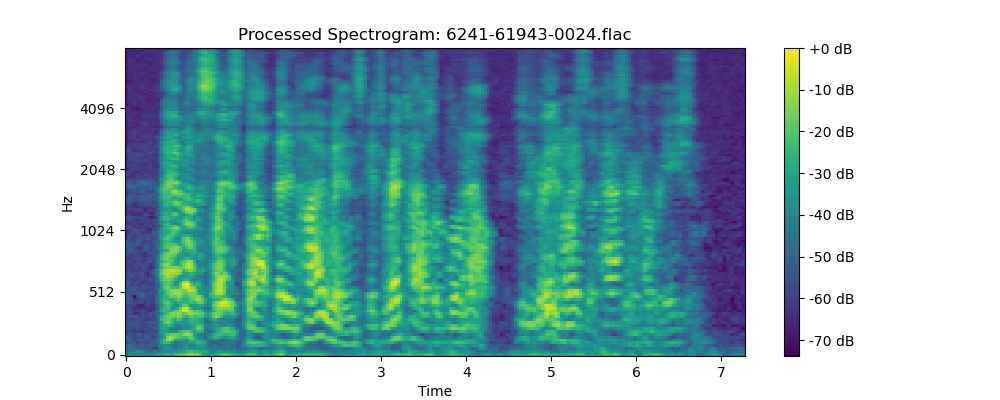 Processed Spectrogram: 6241-61943-0024.flac
Hz
4096
2048
1024
512
0
0 1 2 3 4 5 6 7
Time
+0 dB
-10 dB
-20 dB
-30 dB
-40 dB
-50 dB
-60 dB
-70 dB